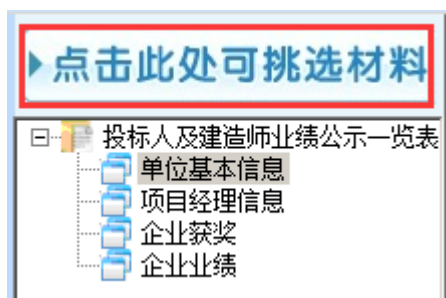 点击此处可挑选材料
投标人及建造师业绩公示一览表
单位基本信息
项目经理信息
企业获奖
企业业绩